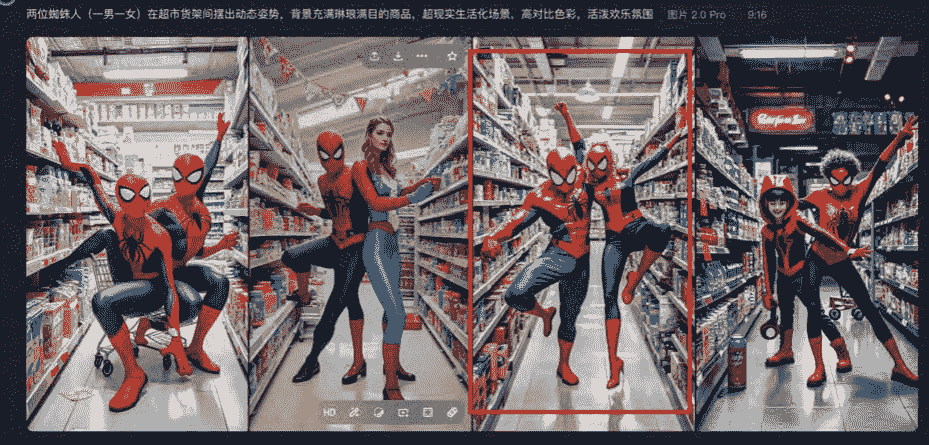 两位蜘蛛人（一男一女）在超市货架间摆出动态姿势，背景充满琳琅满目的商品，超现实生活化场景、高对比色彩，活泼欢乐氛围 图片 2.0 Pro 9:16
HD